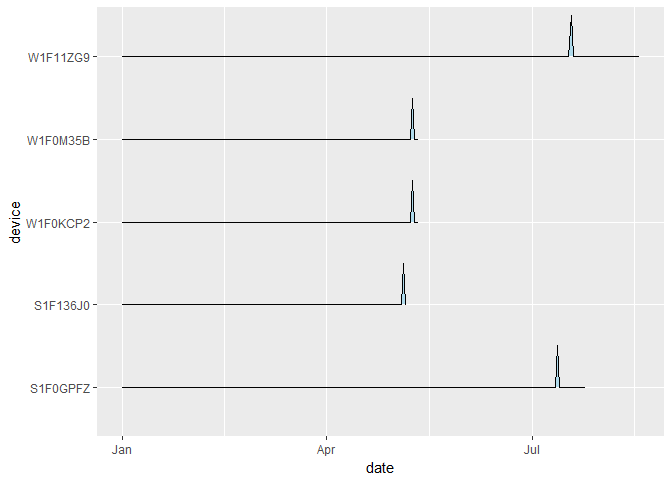 W1F11ZG9
W1F0M35B
W1F0KCP2
S1F136J0
S1F0GPFZ
device
Jan Apr Jul
date